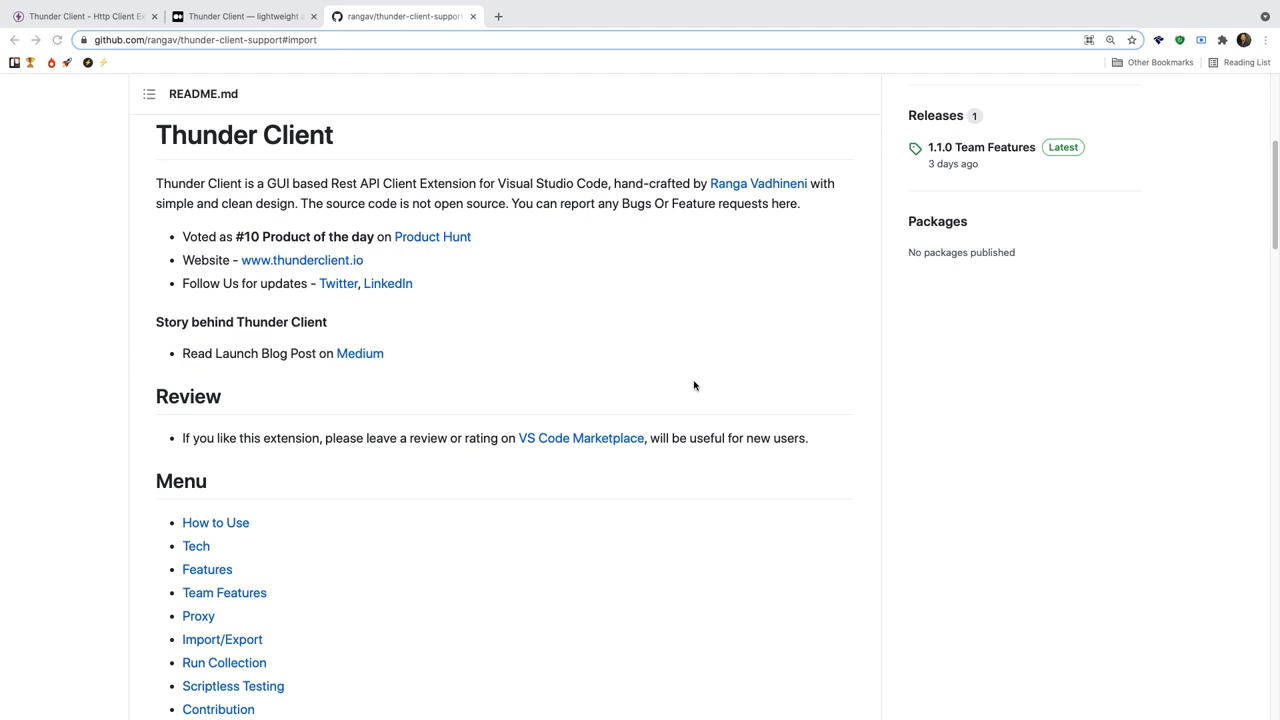 Thunder Client - Http Client Ex
Thunder Client — lightweight a
rangav/thunder-client-support
github.com/rangav/thunder-client-support#import
Other Bookmarks
Reading List
README.md
Thunder Client
Thunder Client is a GUI based Rest API Client Extension for Visual Studio Code, hand-crafted by Ranga Vadhineni with
simple and clean design. The source code is not open source. You can report any Bugs Or Feature requests here.
Voted as #10 Product of the day on Product Hunt
Website - www.thunderclient.io
Follow Us for updates - Twitter, LinkedIn
Story behind Thunder Client
Read Launch Blog Post on Medium
Review
If you like this extension, please leave a review or rating on VS Code Marketplace, will be useful for new users.
Menu
How to Use
Tech
Features
Team Features
Proxy
Import/Export
Run Collection
Scriptless Testing
Contribution
Releases 1
1.1.0 Team Features Latest
3 days ago
Packages
No packages published